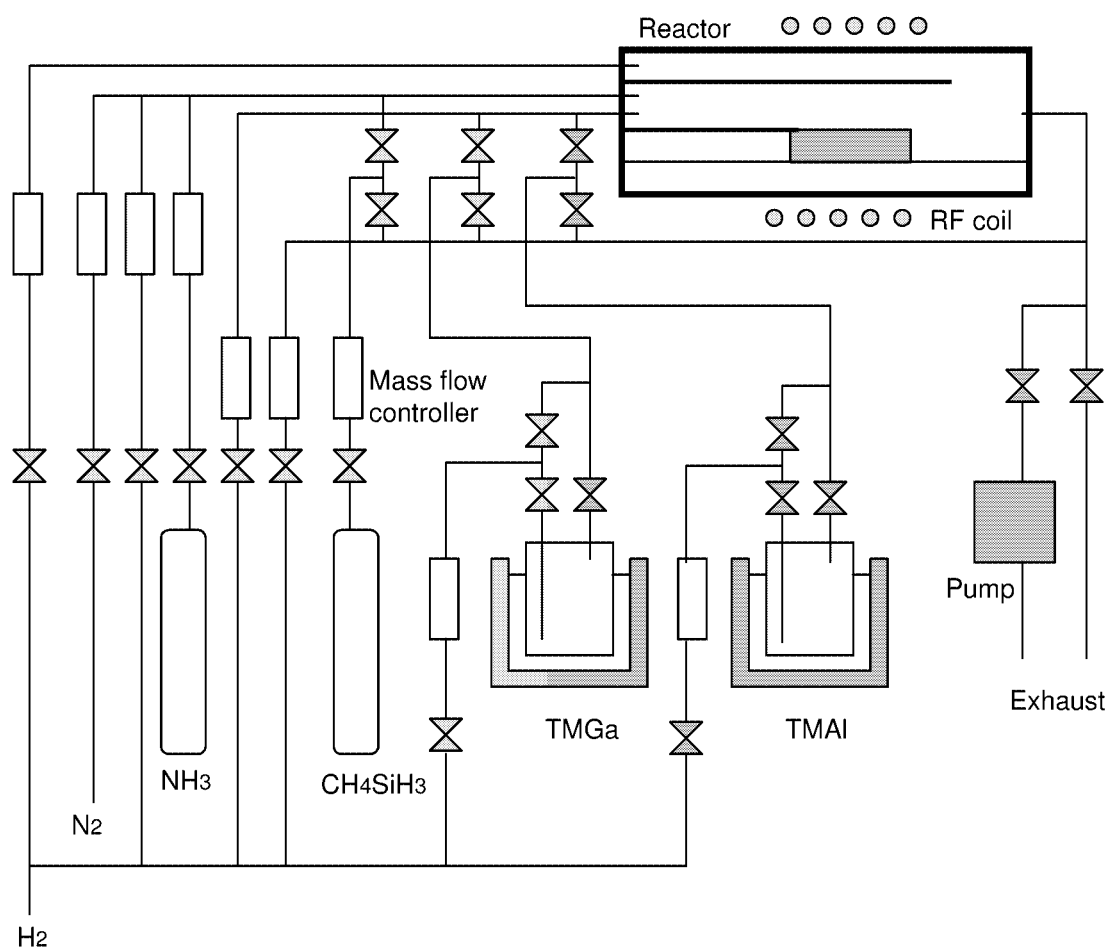 Reactor
RF coil
Mass flow
controller
Pump
Exhaust
TMGa
TMAl
NH3
CH4SiH3
N2
H2